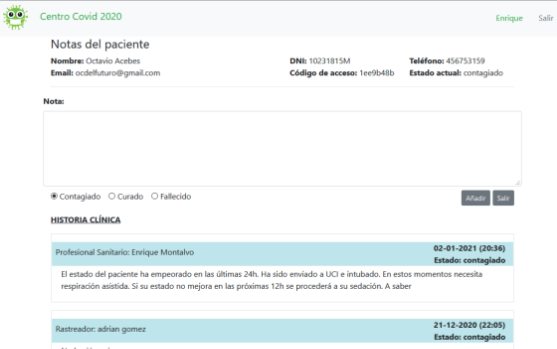 Centro Covid 2020 Enrique Salir
Notas del paciente
Nombre: Octavio Acebes DNI: 10231815M Teléfono: 456753159
Email: ocdelfuturo@gmail.com Código de acceso: 1ee9b48b Estado actual: contagiado
Nota:
Contagiado Curado Fallecido Añadir Salir
HISTORIA CLÍNICA
Profesional Sanitario: Enrique Montalvo 02-01-2021 (20:36)
Estado: contagiado
El estado del paciente ha empeorado en las últimas 24h. Ha sido enviado a UCI e intubado. En estos momentos necesita
respiración asistida. Si su estado no mejora en las próximas 12h se procederá a su sedación. A saber
Rastreador: adrian gomez 21-12-2020 (22:05)
Estado: contagiado